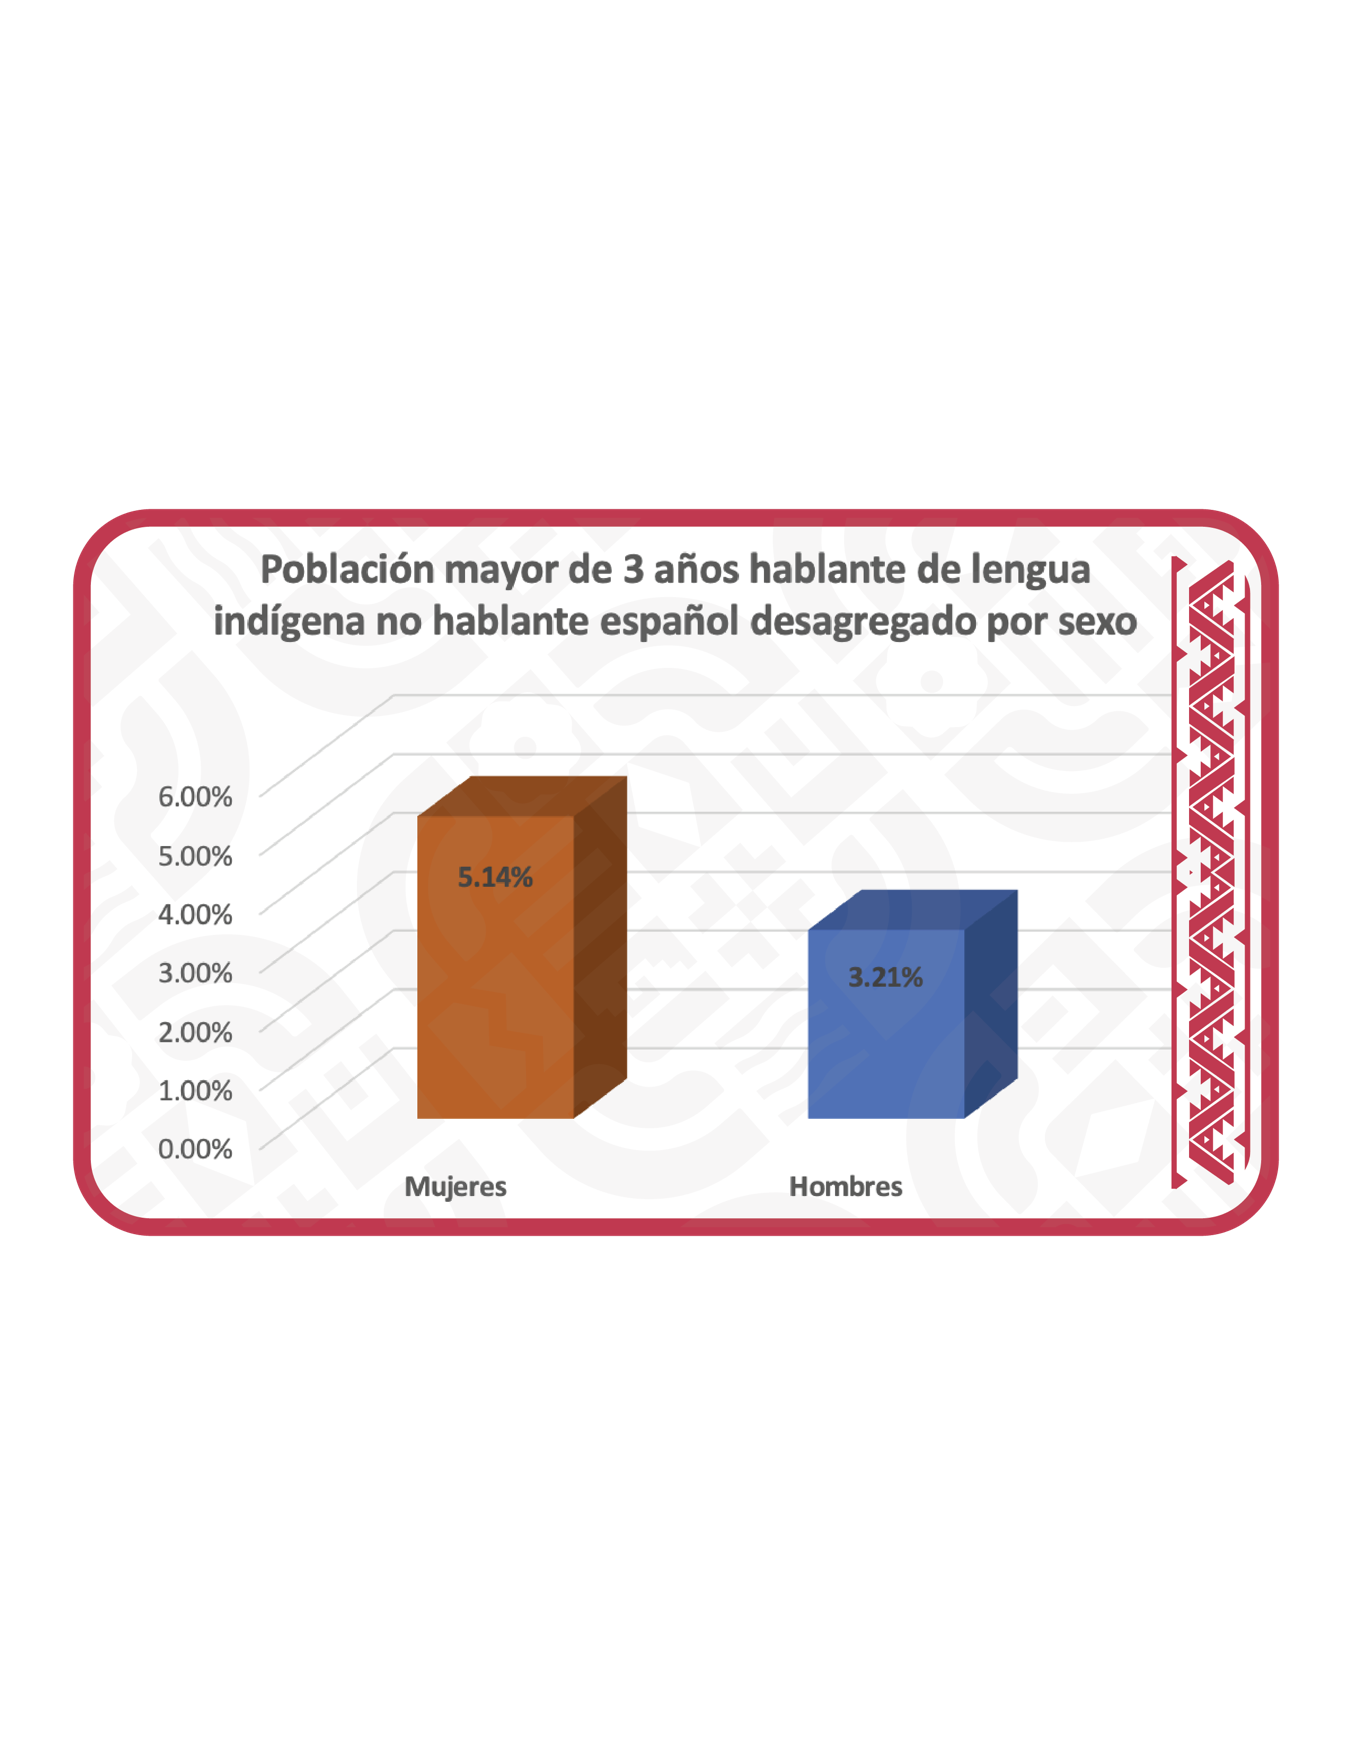 Población mayor de 3 años hablante de lengua
indígena no hablante español desagregado por sexo
6.00%
5.00%
4.00%
3.00%
2.00%
1.00%
0.00%
5.14%
3.21%
Mujeres
Hombres